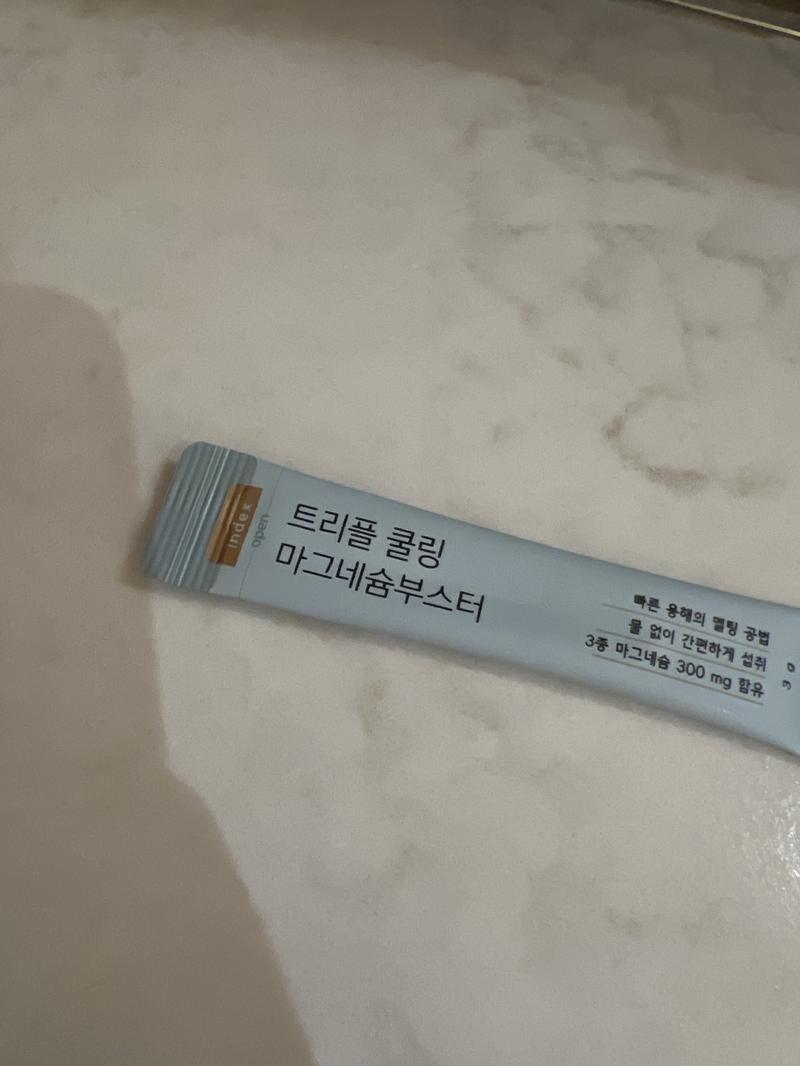 index
open
트리플 쿨링
마그네슘부스터
빠른 용해의 멜팅 공법
물 없이 간편하게 섭취
3종 마그네슘 300 mg 함유
3 g